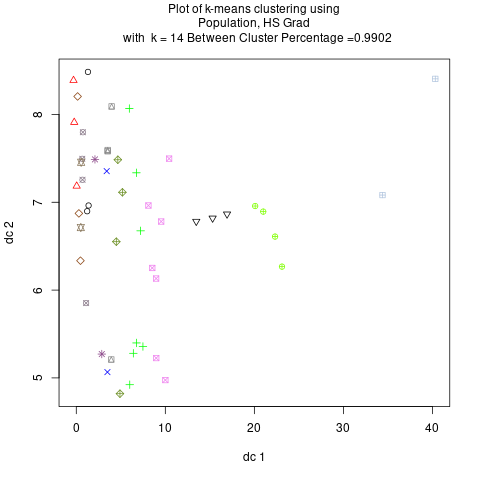 Plot of k-means clustering using
Population, HS Grad
with  k = 14 Between Cluster Percentage =0.9902
8
7
6
5
dc 2
0
10
20
30
40
dc 1